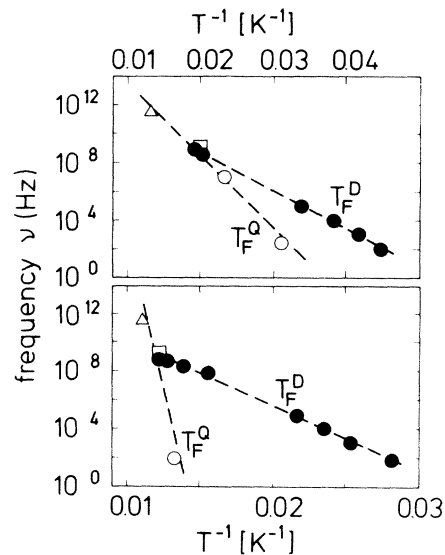 T⁻¹ [K⁻¹]
0.01 0.02 0.03 0.04
10¹²
10⁸
10⁴
10⁰
T_F^D
T_F^Q
frequency ν (Hz)
10¹²
10⁸
10⁴
10⁰
T_F^D
T_F^Q
0.01 0.02 0.03
T⁻¹ [K⁻¹]